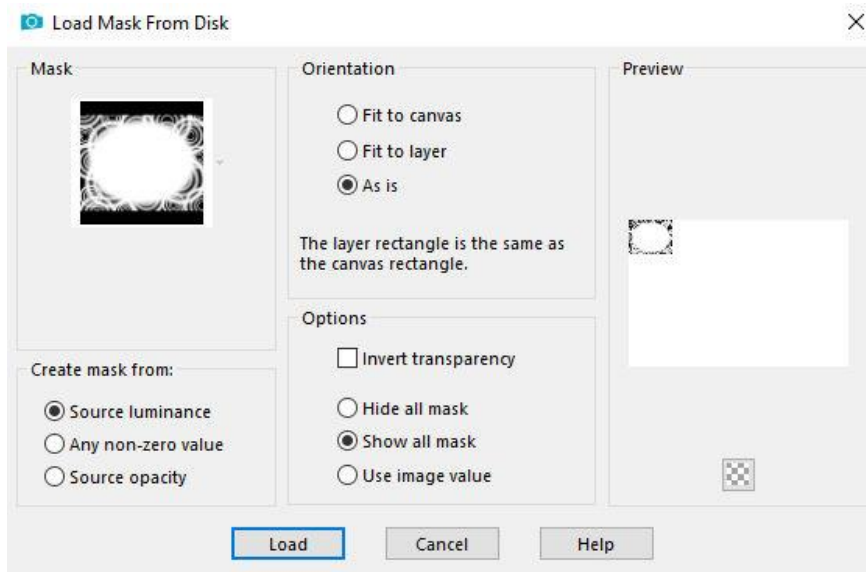 Load Mask From Disk
Mask
Orientation
Preview
Fit to canvas
Fit to layer
As is
The layer rectangle is the same as
the canvas rectangle.
Options
Invert transparency
Create mask from:
Source luminance
Any non-zero value
Source opacity
Hide all mask
Show all mask
Use image value
Load
Cancel
Help